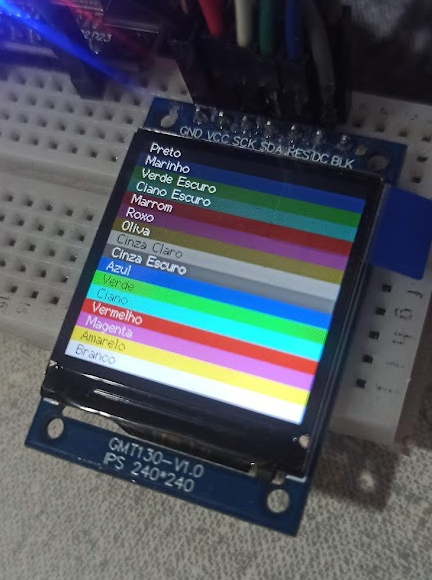 2023
GND VCC SCK SDA RES DC BLK
Preto
Marinho
Verde Escuro
Ciano Escuro
Marrom
Roxo
Oliva
Cinza Claro
Cinza Escuro
Azul
Verde
Ciano
Vermelho
Magenta
Amarelo
Branco
GMT130-V1.0
IPS 240*240